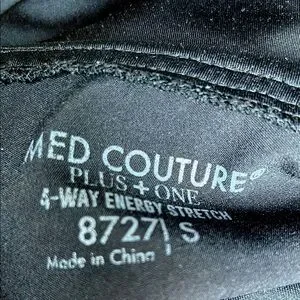 MED COUTURE®
PLUS + ONE
4-WAY ENERGY STRETCH
8727 | S
Made in China